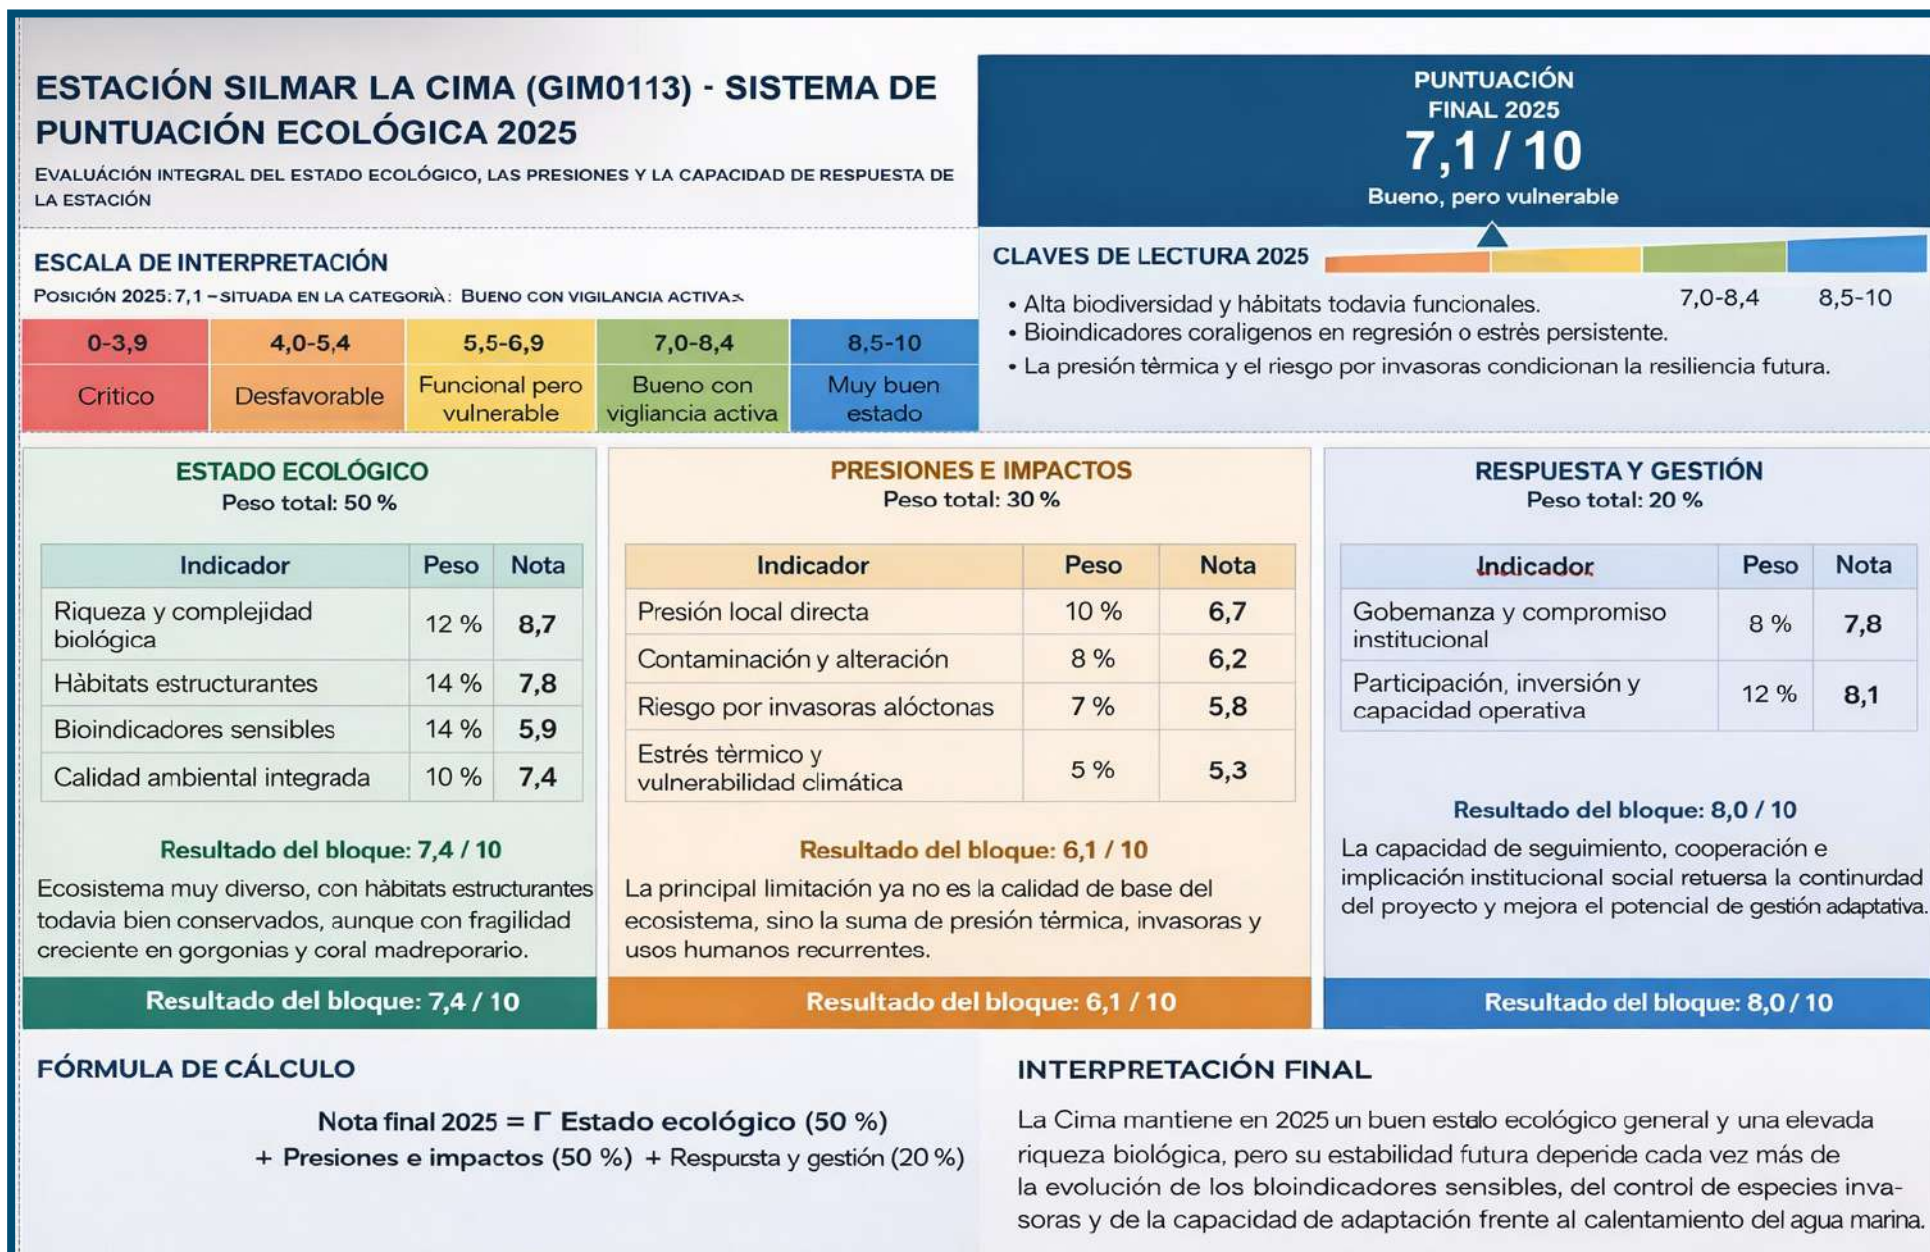 ESTACIÓN SILMAR LA CIMA (GIM0113) - SISTEMA DE
PUNTUACIÓN ECOLÓGICA 2025
EVALUÁCIÓN INTEGRAL DEL ESTADO ECOLÓGICO, LAS PRESIONES Y LA CAPACIDAD DE RESPUESTA DE
LA ESTACIÓN
PUNTUACIÓN
FINAL 2025
7,1 / 10
Bueno, pero vulnerable
ESCALA DE INTERPRETACIÓN
POSICIÓN 2025: 7,1 – SITUADA EN LA CATEGORIÀ: BUENO CON VIGILANCIA ACTIVA
0-3,9
4,0-5,4
5,5-6,9
7,0-8,4
8,5-10
Critico
Desfavorable
Funcional pero
vulnerable
Bueno con
vigliancia activa
Muy buen
estado
CLAVES DE LECTURA 2025
7,0-8,4
8,5-10
• Alta biodiversidad y hábitats todavia funcionales.
• Bioindicadores coraligenos en regresión o estrès persistente.
• La presión tèrmica y el riesgo por invasoras condicionan la resiliencia futura.
ESTADO ECOLÓGICO
Peso total: 50 %
Indicador Peso Nota
Riqueza y complejidad
biológica
12 % 8,7
Hàbitats estructurantes 14 % 7,8
Bioindicadores sensibles 14 % 5,9
Calidad ambiental integrada 10 % 7,4
Resultado del bloque: 7,4 / 10
Ecosistema muy diverso, con hàbitats estructurantes
todavia bien conservados, aunque con fragilidad
creciente en gorgonias y coral madreporario.
Resultado del bloque: 7,4 / 10
PRESIONES E IMPACTOS
Peso total: 30 %
Indicador Peso Nota
Presión local directa 10 % 6,7
Contaminación y alteración 8 % 6,2
Riesgo por invasoras alóctonas 7 % 5,8
Estrés tèrmico y
vulnerabilidad climática
5 % 5,3
Resultado del bloque: 6,1 / 10
La principal limitación ya no es la calidad de base del
ecosistema, sino la suma de presión térmica, invasoras y
usos humanos recurrentes.
Resultado del bloque: 6,1 / 10
RESPUESTA Y GESTIÓN
Peso total: 20 %
Indicador Peso Nota
Gobernanza y compromiso
institucional
8 % 7,8
Participación, inversión y
capacidad operativa
12 % 8,1
Resultado del bloque: 8,0 / 10
La capacidad de seguimiento, cooperación e
implicación institucional social retuersa la continurdad
del proyecto y mejora el potencial de gestión adaptativa.
Resultado del bloque: 8,0 / 10
FÓRMULA DE CÁLCULO
Nota final 2025 = Γ Estado ecológico (50 %)
+ Presiones e impactos (50 %) + Respursta y gestión (20 %)
INTERPRETACIÓN FINAL
La Cima mantiene en 2025 un buen ecológico general y una elevada
riqueza biológica, pero su estabilidad futura depende cada vez más de
la evolución de los bloindicadores sensibles, del control de especies inva-
soras y de la capacidad de adaptación frente al calentamiento del agua marina.